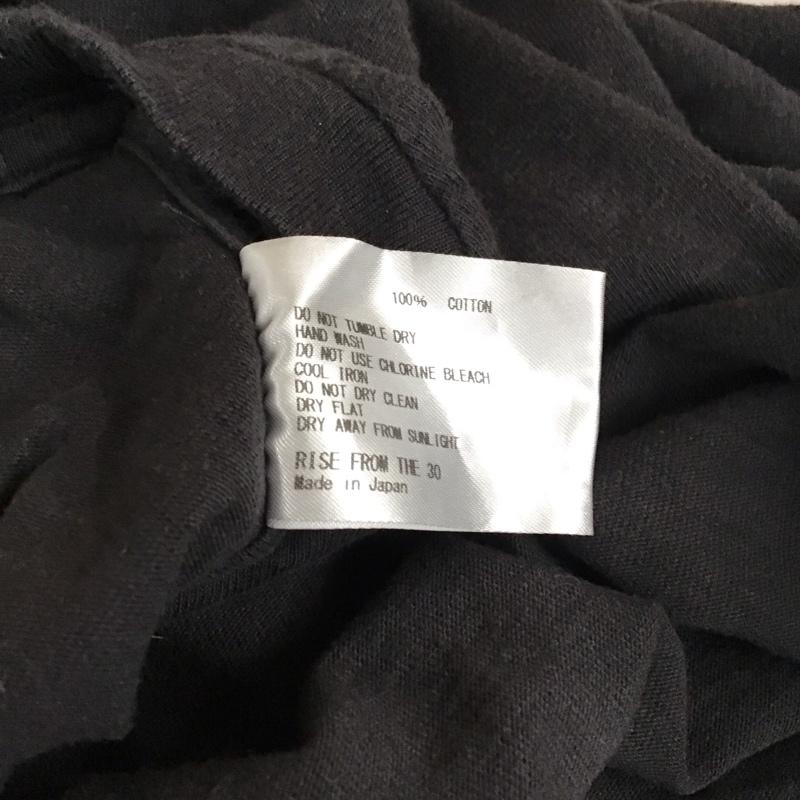 100% COTTON
DO NOT TUMBLE DRY
HAND WASH
DO NOT USE CHLORINE BLEACH
COOL IRON
DO NOT DRY CLEAN
DRY FLAT
DRY AWAY FROM SUNLIGHT
RISE FROM THE 30
Made in Japan